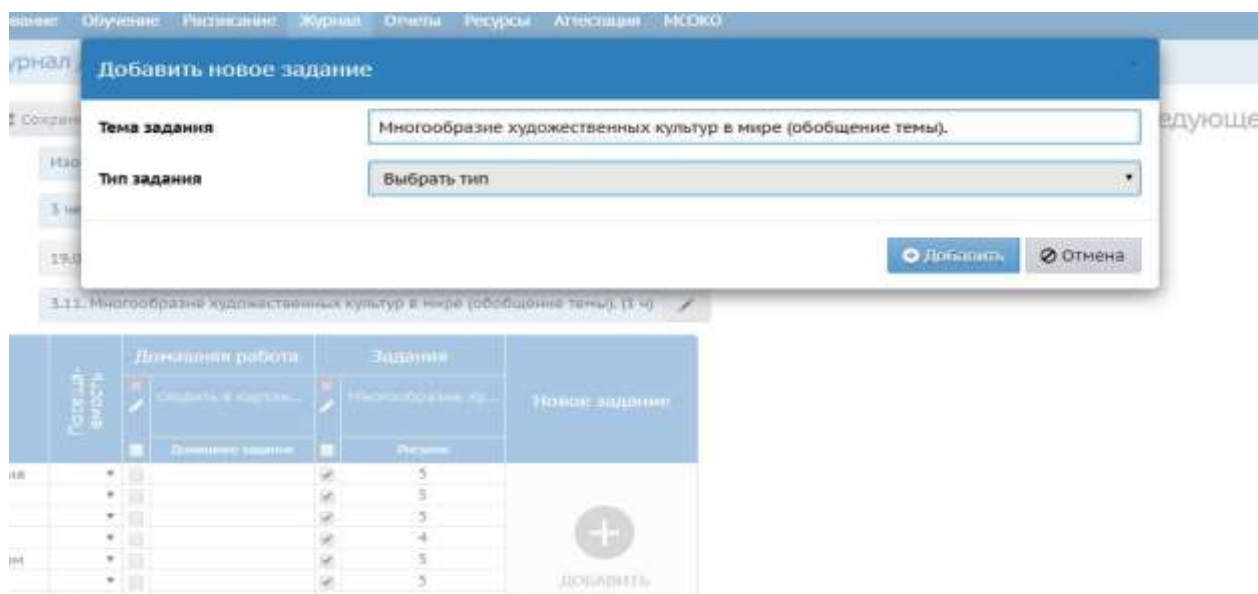 Обучение Расписание Журнал Отчеты Ресурсы Аттестация МСОКО
Добавить новое задание
Тема задания
Многообразие художественных культур в мире (обобщение темы).
Тип задания
Выбрать тип
Добавить
Отмена
3.11. Многообразие художественных культур в мире (обобщение темы). (1 ч)
Посеща-
емость
Домашняя работа
Задания
Новое задание
Домашнее задание
Рисунок
5
5
5
4
5
5
ДОБАВИТЬ